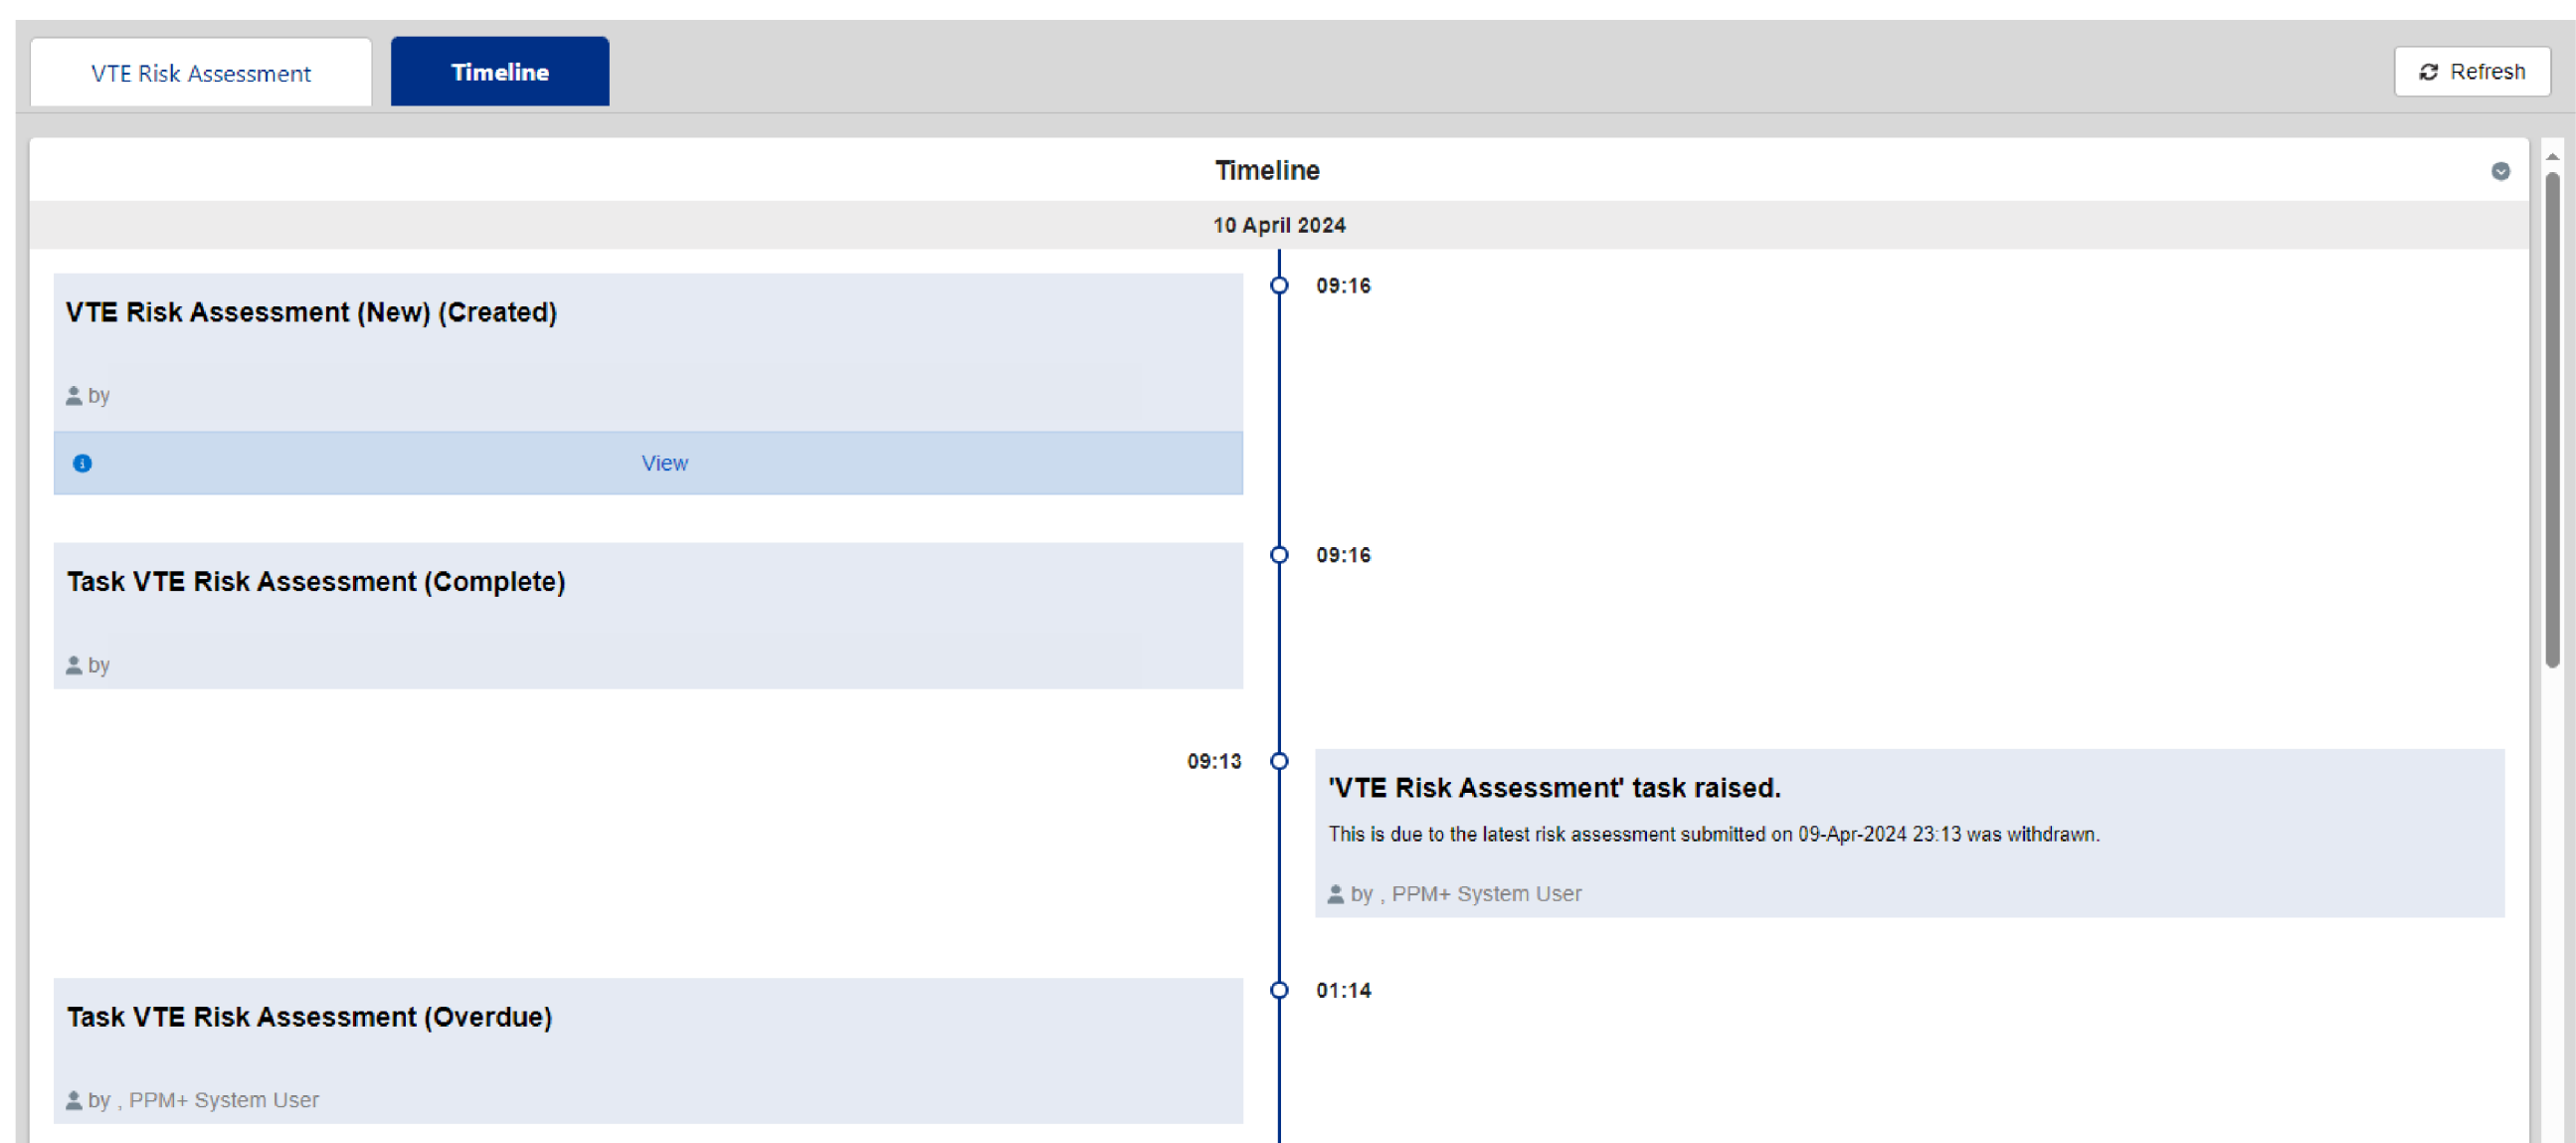 VTE Risk Assessment
Timeline
Refresh
Timeline
10 April 2024
VTE Risk Assessment (New) (Created)
09:16
by
View
Task VTE Risk Assessment (Complete)
09:16
by
09:13
'VTE Risk Assessment' task raised.
This is due to the latest risk assessment submitted on 09-Apr-2024 23:13 was withdrawn.
by , PPM+ System User
Task VTE Risk Assessment (Overdue)
01:14
by , PPM+ System User